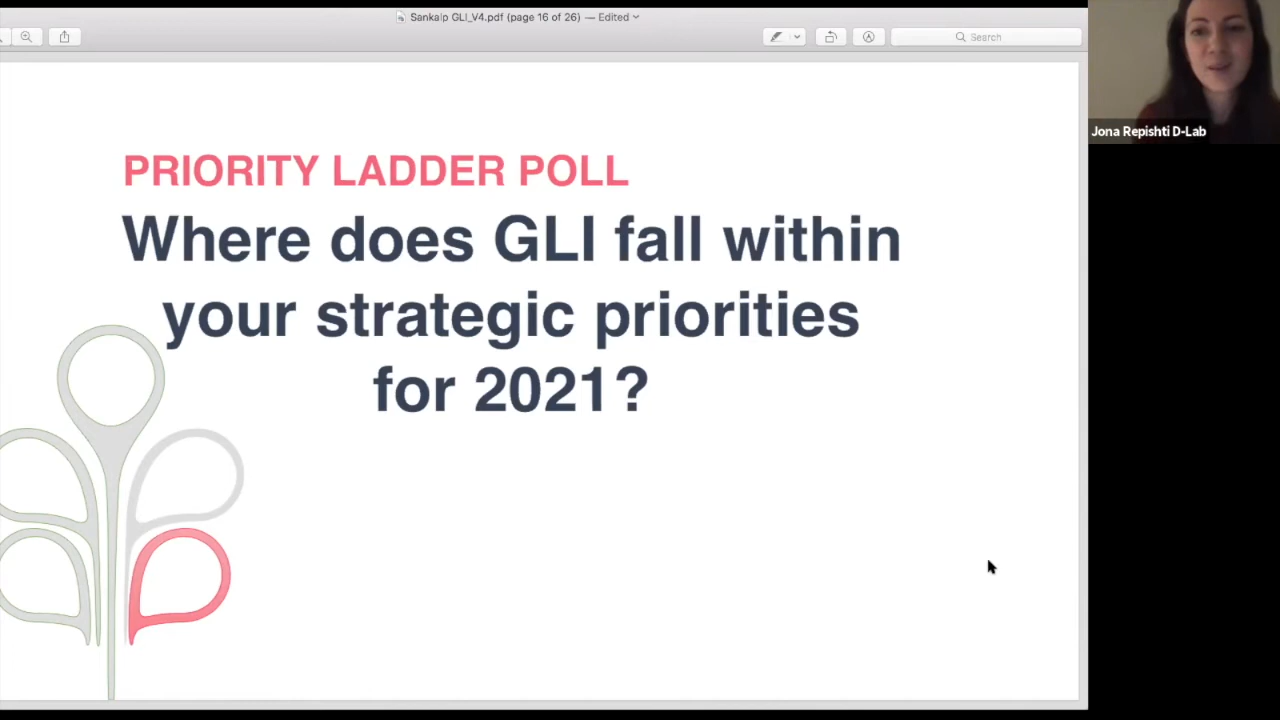 Sankalp GLI_V4.pdf (page 16 of 26) — Edited
Search
Jona Repishti D-Lab
PRIORITY LADDER POLL
Where does GLI fall within
your strategic priorities
for 2021?